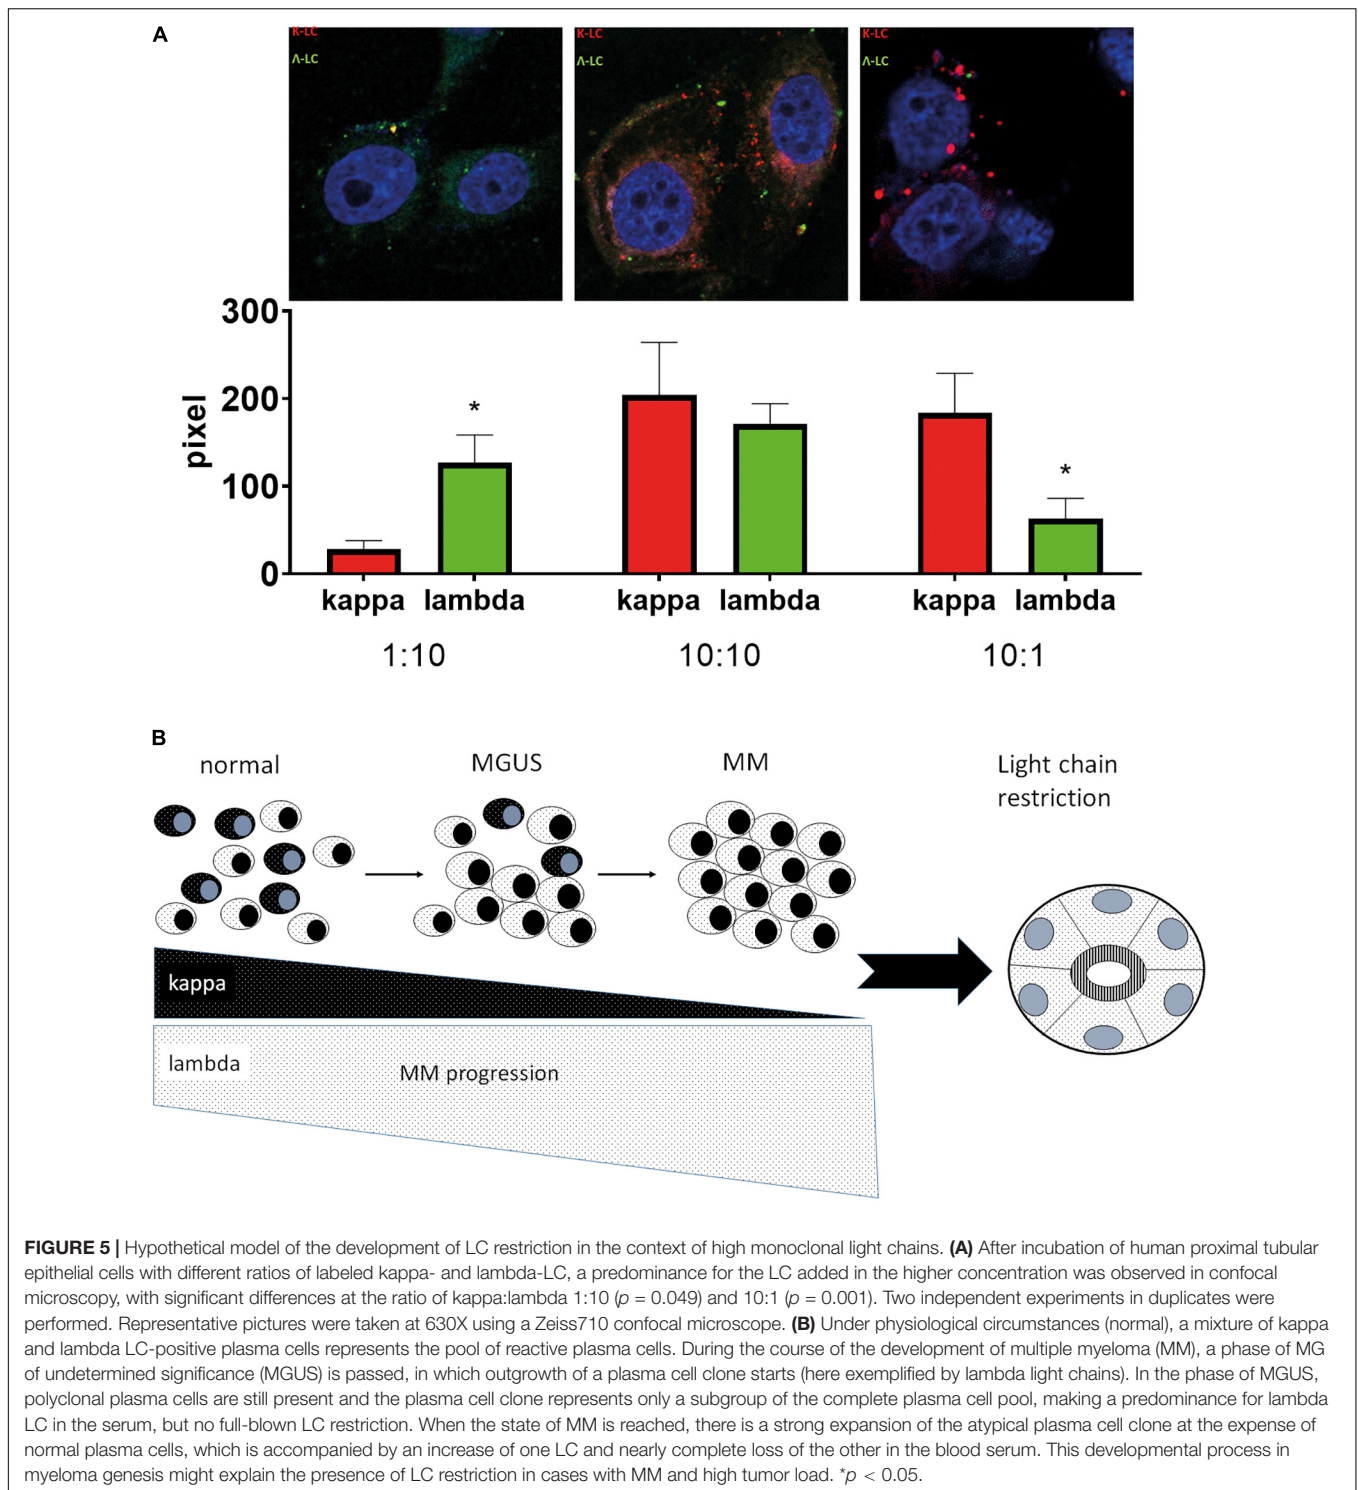 A
K-LC
Λ-LC
K-LC
Λ-LC
K-LC
Λ-LC
300
200
100
0
pixel
*
*
kappa lambda kappa lambda kappa lambda
1:10 10:10 10:1
B
normal MGUS MM Light chain
restriction
kappa
lambda
MM progression
FIGURE 5 | Hypothetical model of the development of LC restriction in the context of high monoclonal light chains. (A) After incubation of human proximal tubular
epithelial cells with different ratios of labeled kappa- and lambda-LC, a predominance for the LC added in the higher concentration was observed in confocal
microscopy, with significant differences at the ratio of kappa:lambda 1:10 (p = 0.049) and 10:1 (p = 0.001). Two independent experiments in duplicates were
performed. Representative pictures were taken at 630X using a Zeiss710 confocal microscope. (B) Under physiological circumstances (normal), a mixture of kappa
and lambda LC-positive plasma cells represents the pool of reactive plasma cells. During the course of the development of multiple myeloma (MM), a phase of MG
of undetermined significance (MGUS) is passed, in which outgrowth of a plasma cell clone starts (here exemplified by lambda light chains). In the phase of MGUS,
polyclonal plasma cells are still present and the plasma cell clone represents only a subgroup of the complete plasma cell pool, making a predominance for lambda
LC in the serum, but no full-blown LC restriction. When the state of MM is reached, there is a strong expansion of the atypical plasma cell clone at the expense of
normal plasma cells, which is accompanied by an increase of one LC and nearly complete loss of the other in the blood serum. This developmental process in
myeloma genesis might explain the presence of LC restriction in cases with MM and high tumor load. *p < 0.05.